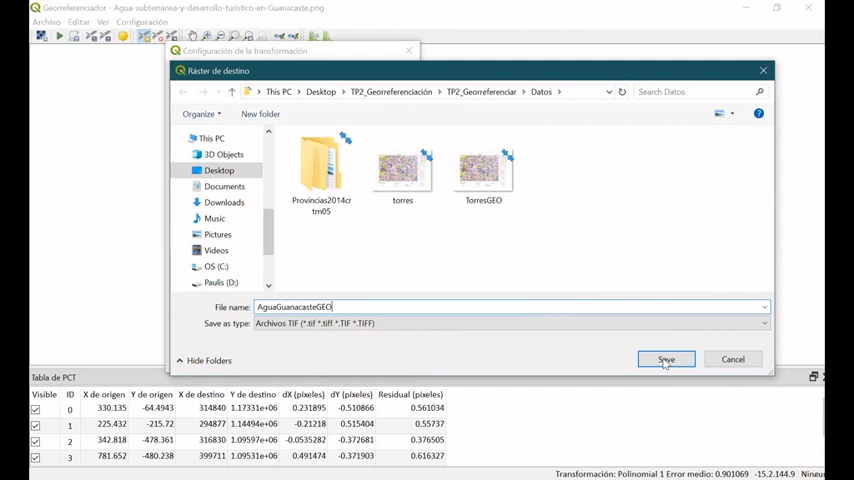 Georreferenciador - Agua-subterranea-y-desarrollo-turistico-en-Guanacaste.png
Archivo Editar Ver Configuración
Configuración de la transformación
Ráster de destino
This PC > Desktop > TP2_Georreferenciación > TP2_Georreferenciar > Datos >
Search Datos
Organize
New folder
This PC
3D Objects
Desktop
Documents
Downloads
Music
Pictures
Videos
OS (C:)
Paulis (D:)
Provincias2014cr
tm05
torres
TorresGEO
File name: AguaGuanacasteGEO
Save as type: Archivos TIF (*.tif *.tiff *.TIF *.TIFF)
Hide Folders
Save
Cancel
Tabla de PCT
Visible ID X de origen Y de origen X de destino Y de destino dX (píxeles) dY (píxeles) Residual (píxeles)
0 330.135 -64.4943 314840 1.17331e+06 0.231895 -0.510866 0.561034
1 225.432 -215.72 294877 1.14494e+06 -0.21218 0.515404 0.55737
2 342.818 -478.361 316830 1.09597e+06 -0.0535282 -0.372681 0.376505
3 781.652 -480.238 399711 1.09531e+06 0.491474 -0.371903 0.616327
Transformación: Polinomial 1 Error medio: 0.901069 -15.2.144.9 Ningun